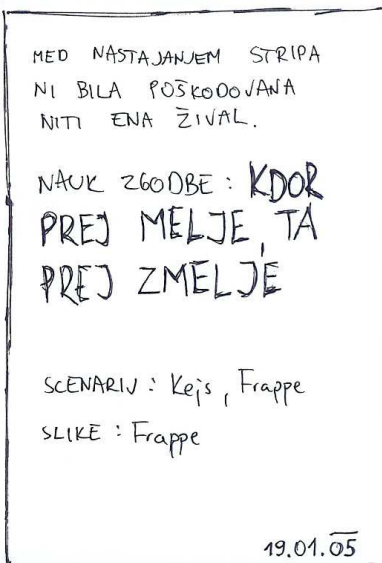 MED NASTAJANJEM STRIPA
NI BILA POŠKODOVANA
NITI ENA ŽIVAL.
NAUK ZGODBE : KDOR
PREJ MELJE, TA
PREJ ZMELJE
SCENARIJ : Kejs, Frappe
SLIKE : Frappe
19.01.05